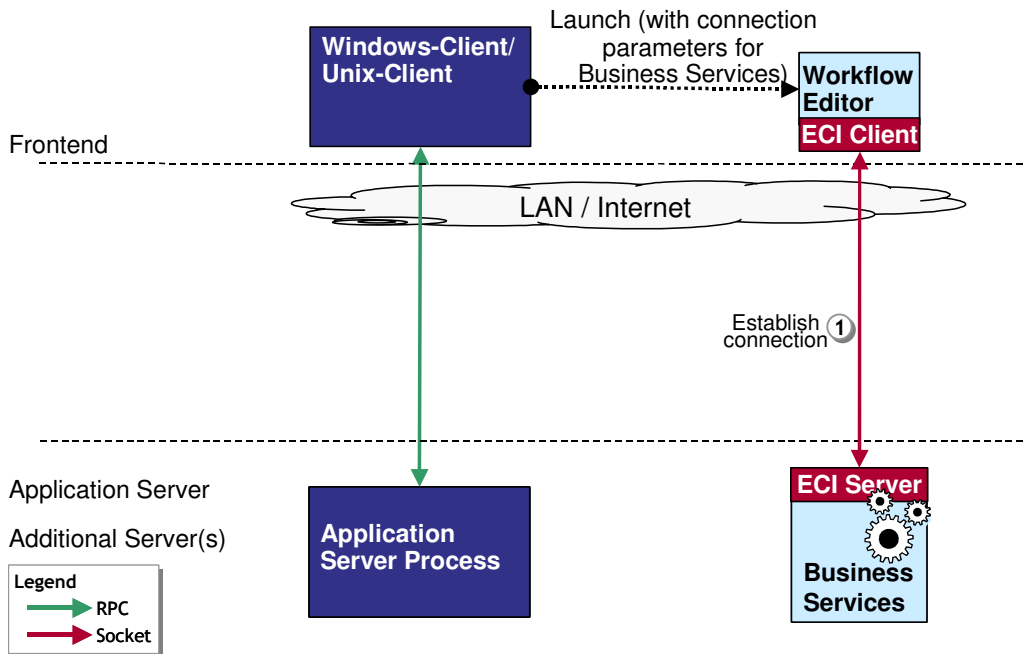 Windows-Client/
Unix-Client
Launch (with connection
parameters for
Business Services)
Workflow
Editor
ECI Client
Frontend
LAN / Internet
Establish
connection
1
Application Server
Additional Server(s)
Application
Server Process
ECI Server
Business
Services
Legend
RPC
Socket